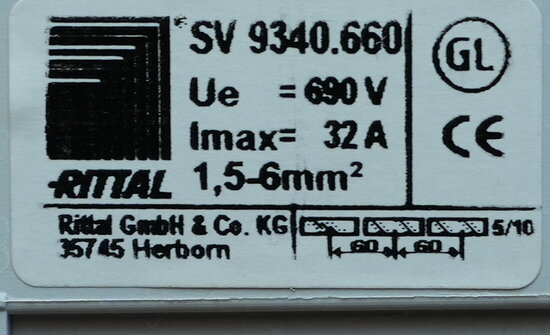 SV 9340.660
GL
Ue = 690 V
Imax= 32 A
CE
1,5-6mm²
RITTAL
Rittal GmbH & Co. KG
35745 Herborn
5/10
60 60